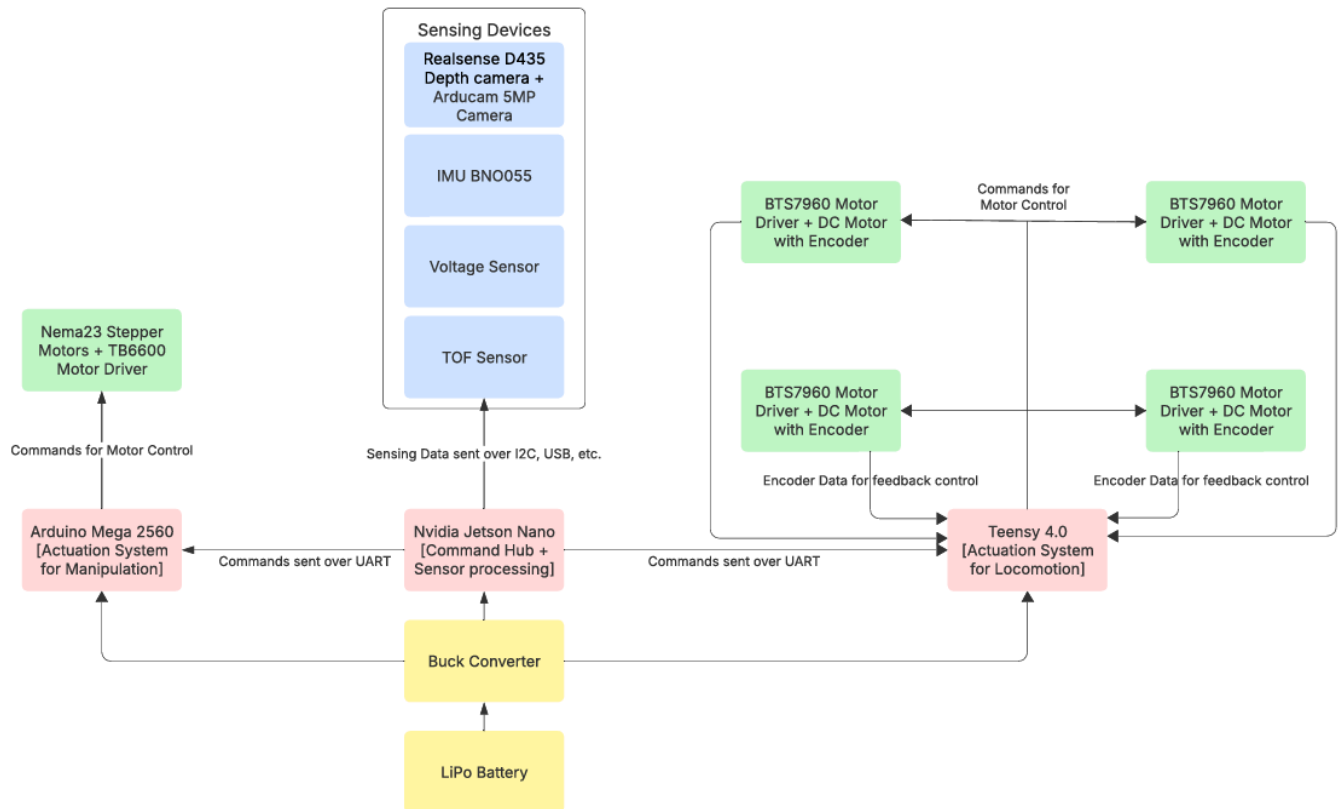 Sensing Devices
Realsense D435
Depth camera +
Arducam 5MP
Camera
IMU BNO055
Voltage Sensor
TOF Sensor
Sensing Data sent over I2C, USB, etc.
Nema23 Stepper
Motors + TB6600
Motor Driver
Commands for Motor Control
Arduino Mega 2560
[Actuation System
for Manipulation]
Commands sent over UART
Nvidia Jetson Nano
[Command Hub +
Sensor processing]
Commands sent over UART
Buck Converter
LiPo Battery
BTS7960 Motor
Driver + DC Motor
with Encoder
Commands for
Motor Control
BTS7960 Motor
Driver + DC Motor
with Encoder
BTS7960 Motor
Driver + DC Motor
with Encoder
BTS7960 Motor
Driver + DC Motor
with Encoder
Encoder Data for feedback control
Encoder Data for feedback control
Teensy 4.0
[Actuation System
for Locomotion]